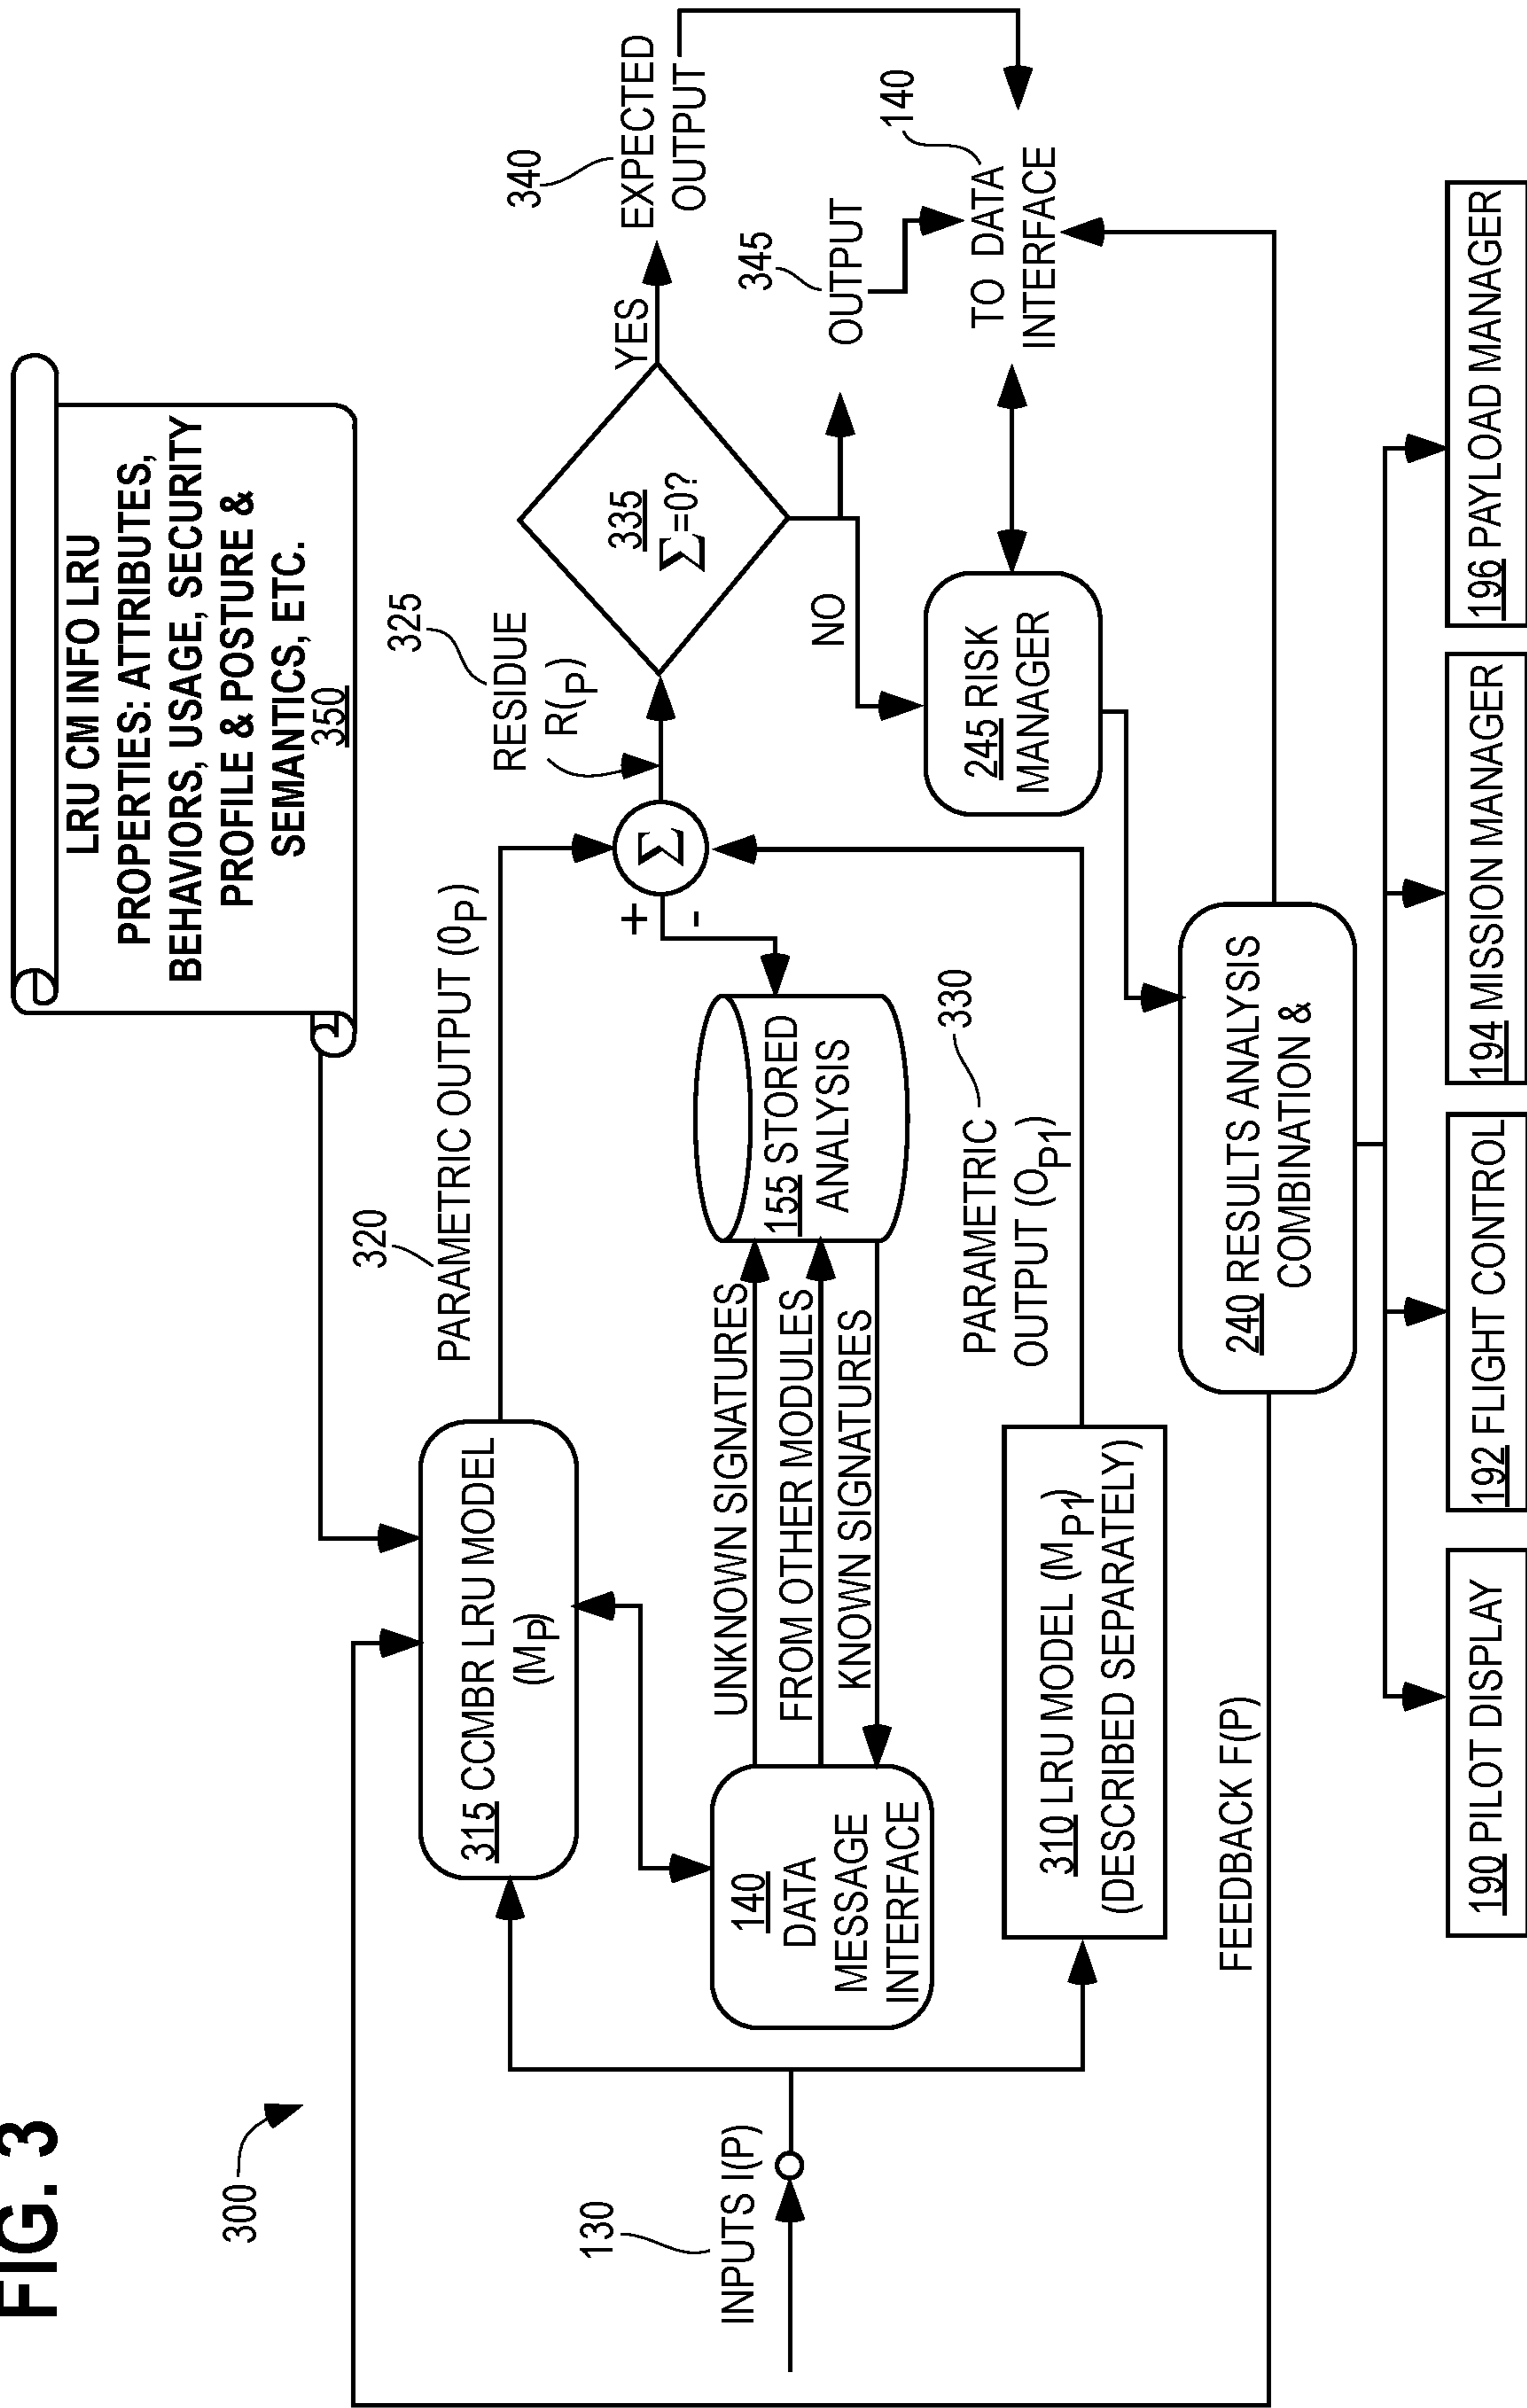 FIG. 3
300
LRU CM INFO LRU
PROPERTIES: ATTRIBUTES,
BEHAVIORS, USAGE, SECURITY
PROFILE & POSTURE &
SEMANTICS, ETC.
350
320
PARAMETRIC OUTPUT (0P)
315 CCMBR LRU MODEL
(MP)
130
INPUTS I(P)
140
DATA
MESSAGE
INTERFACE
UNKNOWN SIGNATURES
FROM OTHER MODULES
KNOWN SIGNATURES
155 STORED
ANALYSIS
+
-
Σ
325
RESIDUE
R(P)
335
Σ=0?
YES
NO
340
EXPECTED
OUTPUT
345
OUTPUT
140
TO DATA
INTERFACE
245 RISK
MANAGER
330
PARAMETRIC
OUTPUT (OP1)
310 LRU MODEL (MP1)
(DESCRIBED SEPARATELY)
FEEDBACK F(P)
240 RESULTS ANALYSIS
COMBINATION &
190 PILOT DISPLAY
192 FLIGHT CONTROL
194 MISSION MANAGER
196 PAYLOAD MANAGER